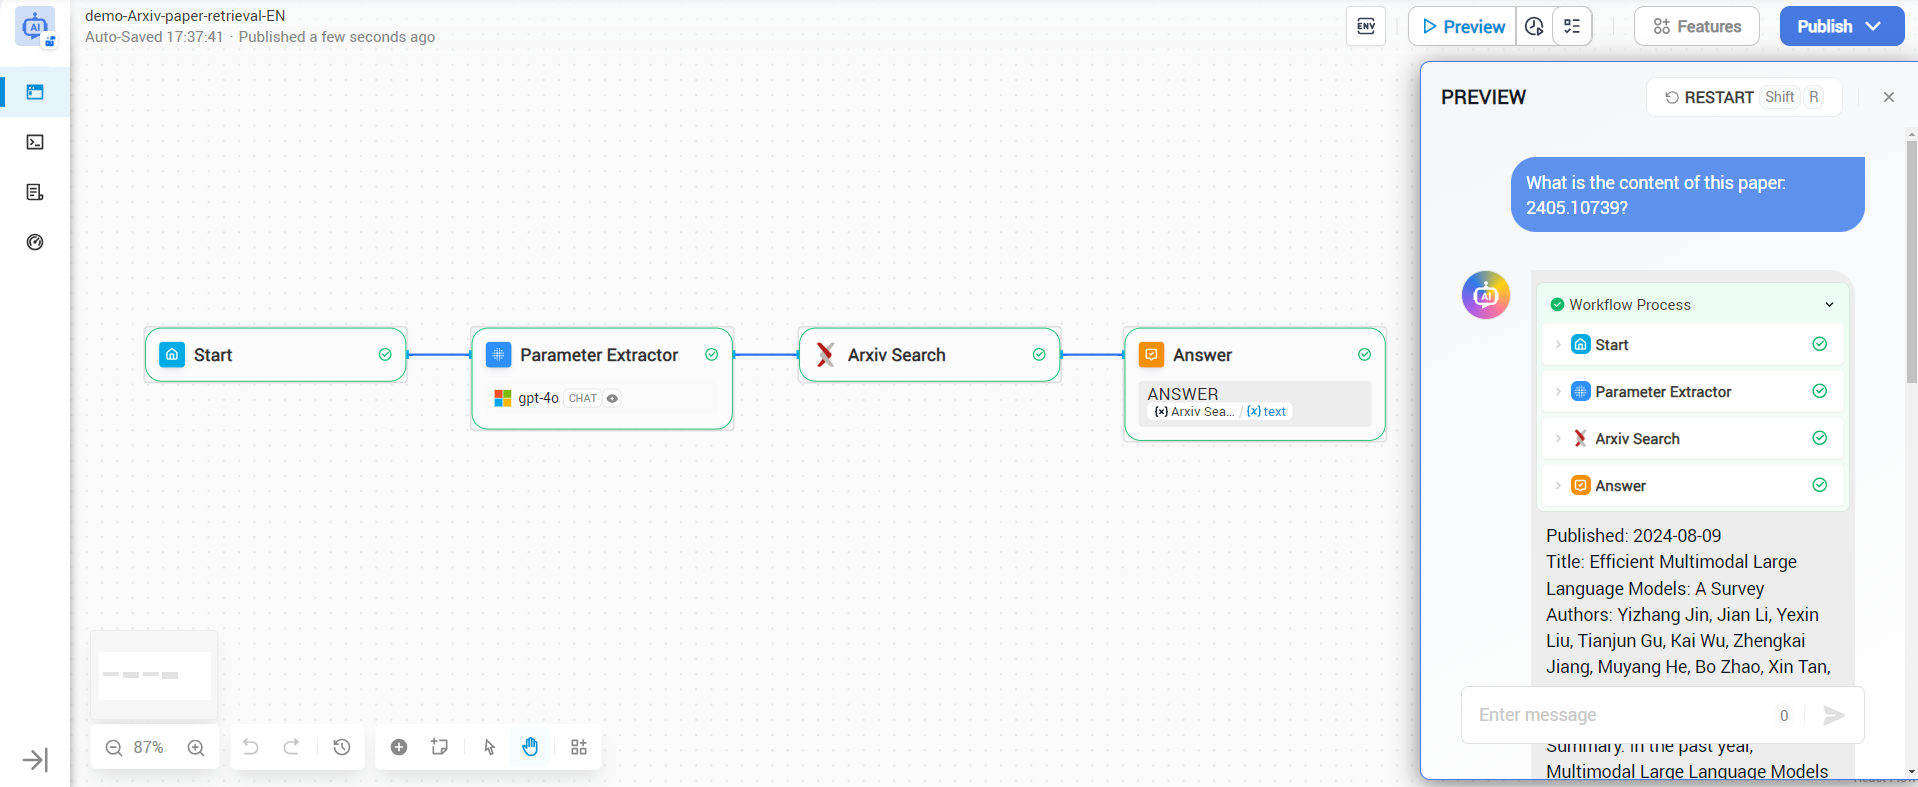 demo-Arxiv-paper-retrieval-EN
Auto-Saved 17:37:41 · Published a few seconds ago
ENV
Preview
Features
Publish
Start
Parameter Extractor
gpt-4o CHAT
Arxiv Search
Answer
ANSWER
{x} Arxiv Sea... / {x} text
87%
PREVIEW
RESTART Shift R
What is the content of this paper:
2405.10739?
AI
Workflow Process
Start
Parameter Extractor
Arxiv Search
Answer
Published: 2024-08-09
Title: Efficient Multimodal Large
Language Models: A Survey
Authors: Yizhang Jin, Jian Li, Yexin
Liu, Tianjun Gu, Kai Wu, Zhengkai
Jiang, Muyang He, Bo Zhao, Xin Tan,
Enter message 0
Summary: In the past year,
Multimodal Large Language Models